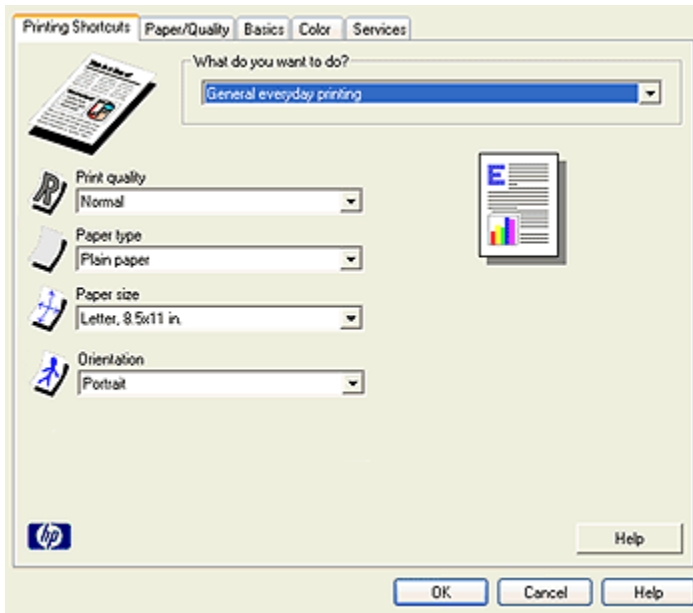 Printing Shortcuts Paper/Quality Basics Color Services
What do you want to do?
General everyday printing
Print quality
Normal
Paper type
Plain paper
Paper size
Letter, 8.5x11 in.
Orientation
Portrait
E
hp
Help
OK Cancel Help